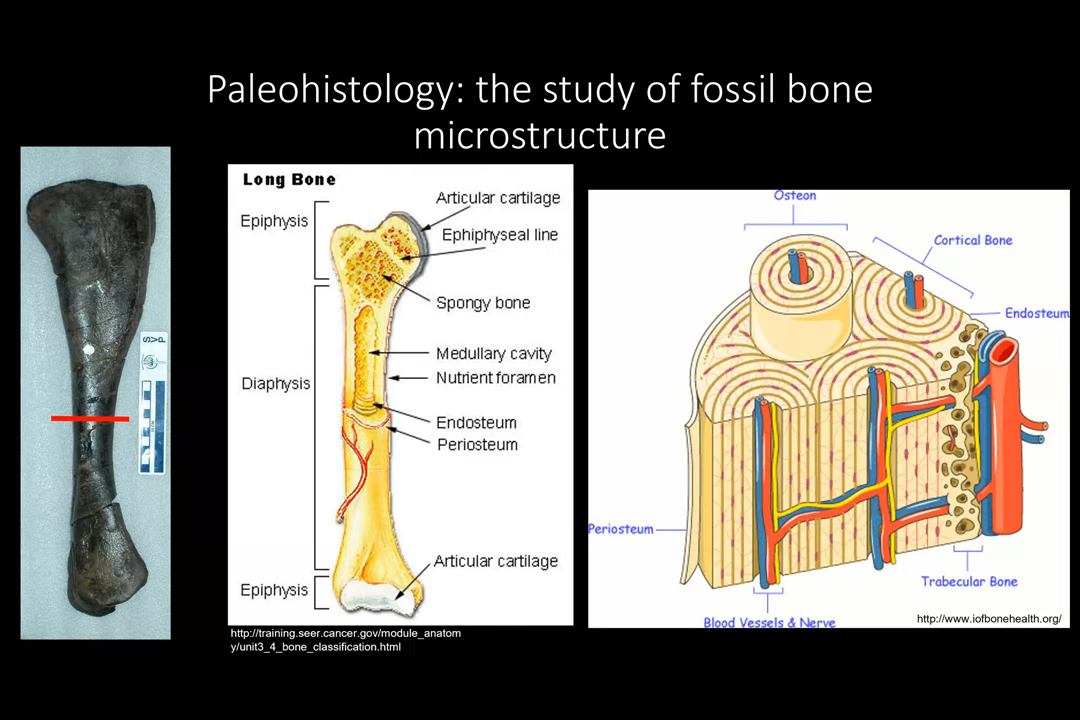 Paleohistology: the study of fossil bone
microstructure
SVP
Long Bone
Epiphysis
Articular cartilage
Ephiphyseal line
Spongy bone
Diaphysis
Medullary cavity
Nutrient foramen
Endosteum
Periosteum
Articular cartilage
Epiphysis
http://training.seer.cancer.gov/module_anatom
y/unit3_4_bone_classification.html
Osteon
Cortical Bone
Endosteum
Periosteum
Trabecular Bone
Blood Vessels & Nerve
http://www.iofbonehealth.org/